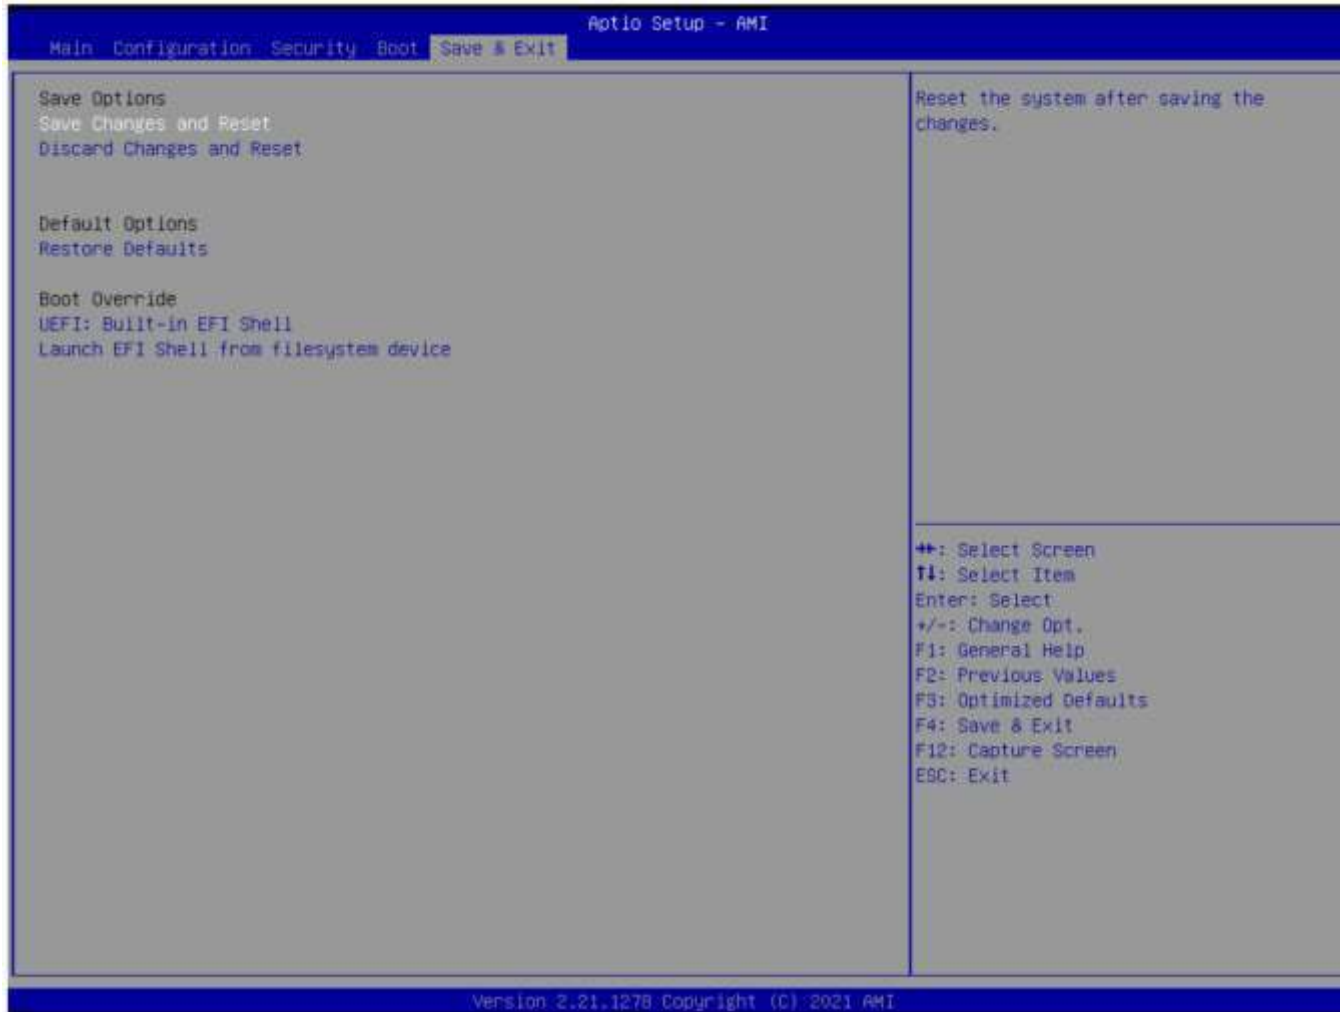 Aptio Setup - AMI
Main Configuration Security Boot Save & Exit
Save Options
Save Changes and Reset
Discard Changes and Reset
Default Options
Restore Defaults
Boot Override
UEFI: Built-in EFI Shell
Launch EFI Shell from filesystem device
Reset the system after saving the
changes.
→←: Select Screen
↑↓: Select Item
Enter: Select
+/-: Change Opt.
F1: General Help
F2: Previous Values
F3: Optimized Defaults
F4: Save & Exit
F12: Capture Screen
ESC: Exit
Version 2.21.1278 Copyright (C) 2021 AMI